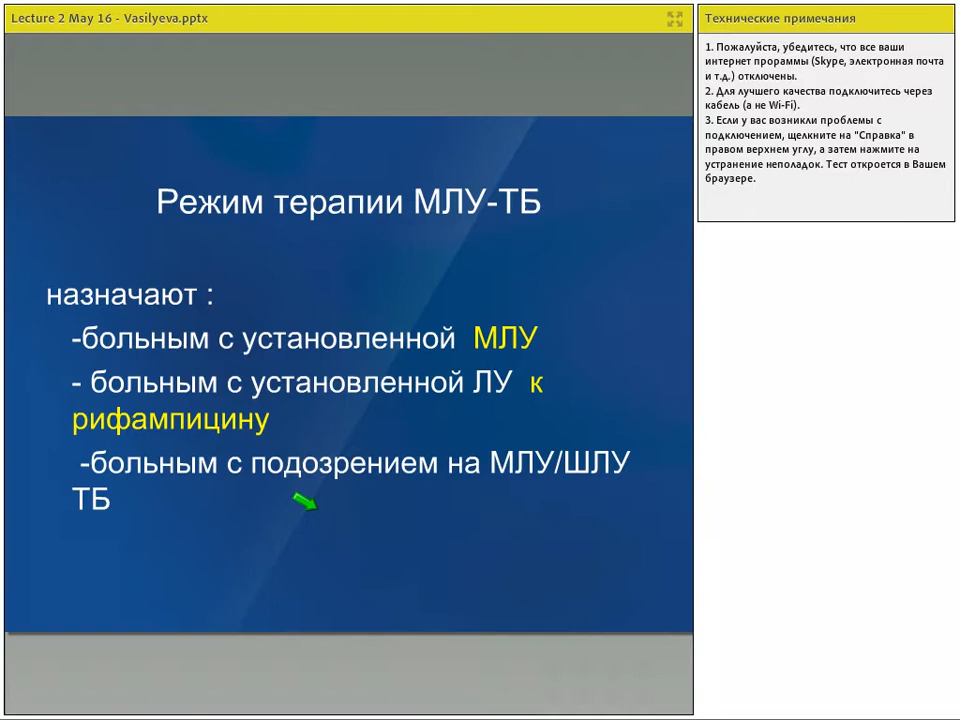 Lecture 2 May 16 - Vasilyeva.pptx
Режим терапии МЛУ-ТБ
назначают :
-больным с установленной МЛУ
- больным с установленной ЛУ к
рифампицину
-больным с подозрением на МЛУ/ШЛУ
ТБ
Технические примечания
1. Пожалуйста, убедитесь, что все ваши
интернет прораммы (Skype, электронная почта
и т.д.) отключены.
2. Для лучшего качества подключитесь через
кабель (а не Wi-Fi).
3. Если у вас возникли проблемы с
подключением, щелкните на "Справка" в
правом верхнем углу, а затем нажмите на
устранение неполадок. Тест откроется в Вашем
браузере.